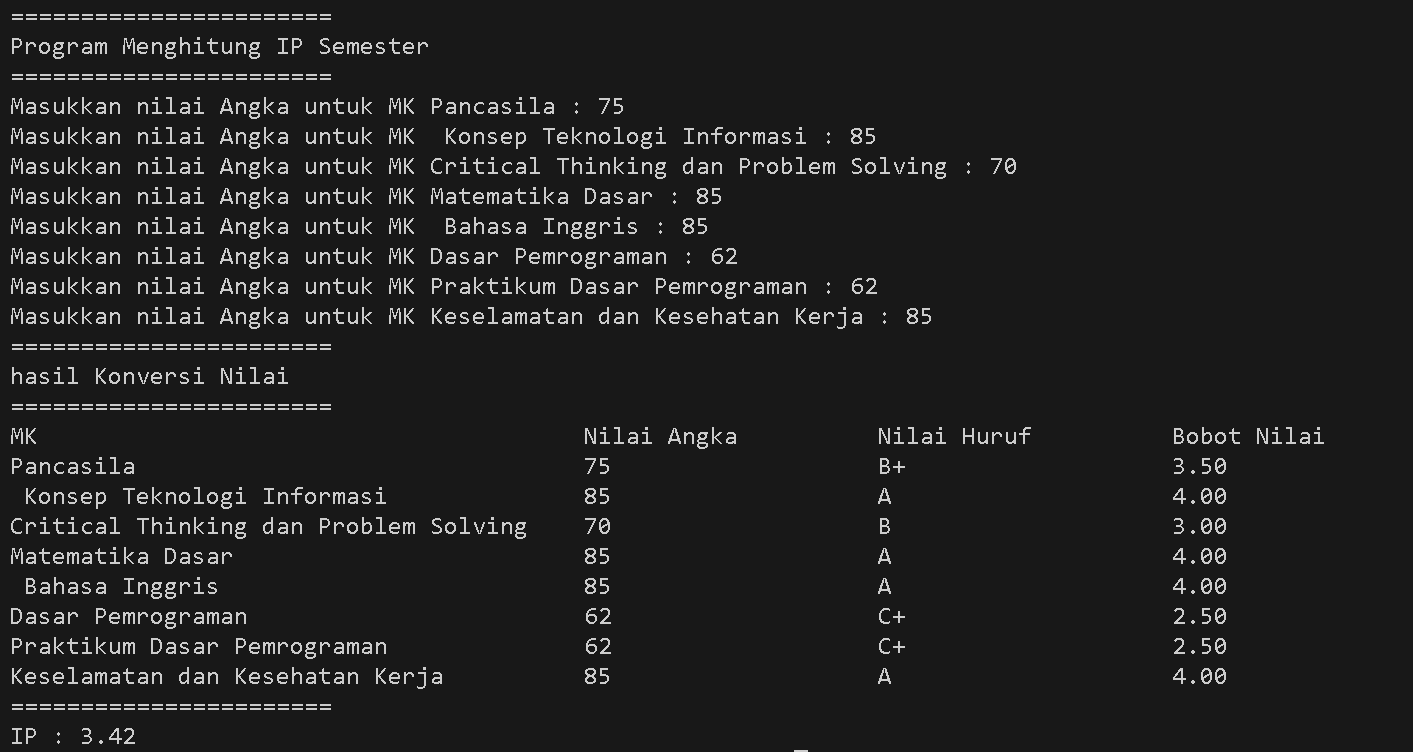 =======================
Program Menghitung IP Semester
=======================
Masukkan nilai Angka untuk MK Pancasila : 75
Masukkan nilai Angka untuk MK  Konsep Teknologi Informasi : 85
Masukkan nilai Angka untuk MK Critical Thinking dan Problem Solving : 70
Masukkan nilai Angka untuk MK Matematika Dasar : 85
Masukkan nilai Angka untuk MK  Bahasa Inggris : 85
Masukkan nilai Angka untuk MK Dasar Pemrograman : 62
Masukkan nilai Angka untuk MK Praktikum Dasar Pemrograman : 62
Masukkan nilai Angka untuk MK Keselamatan dan Kesehatan Kerja : 85
=======================
hasil Konversi Nilai
=======================
MK                                       Nilai Angka          Nilai Huruf          Bobot Nilai
Pancasila                                75                   B+                   3.50
 Konsep Teknologi Informasi              85                   A                    4.00
Critical Thinking dan Problem Solving    70                   B                    3.00
Matematika Dasar                         85                   A                    4.00
 Bahasa Inggris                          85                   A                    4.00
Dasar Pemrograman                        62                   C+                   2.50
Praktikum Dasar Pemrograman              62                   C+                   2.50
Keselamatan dan Kesehatan Kerja          85                   A                    4.00
=======================
IP : 3.42